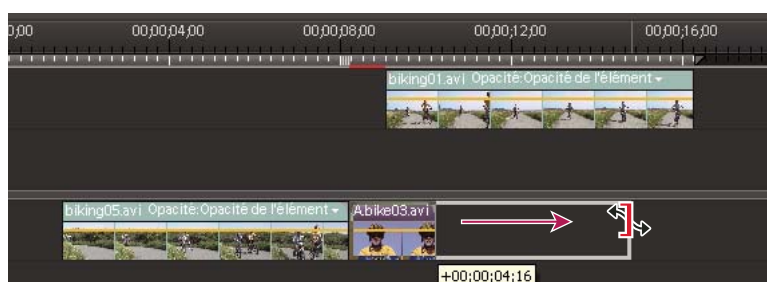 0;00 00;00;04;00 00;00;08;00 00;00;12;00 00;00;16;00
biking01.avi Opacité:Opacité de l'élément
biking05.avi Opacité:Opacité de l'élément A.bike03.avi
+00;00;04;16